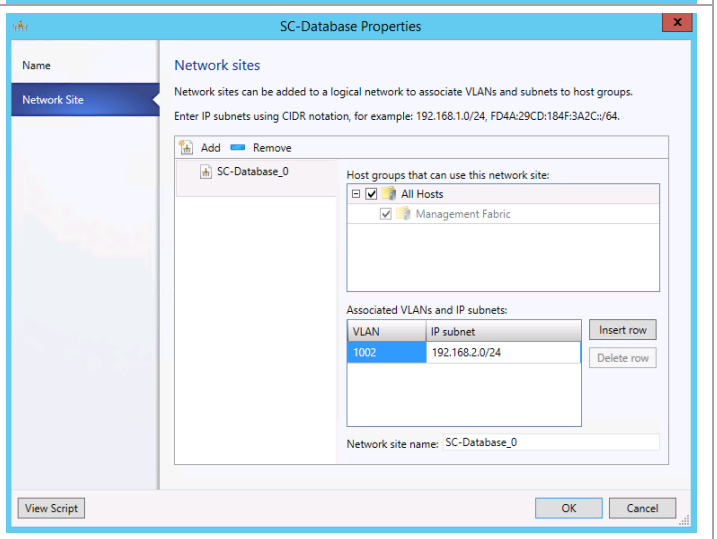 SC-Database Properties
x
Name
Network Site
Network sites
Network sites can be added to a logical network to associate VLANs and subnets to host groups.
Enter IP subnets using CIDR notation, for example: 192.168.1.0/24, FD4A:29CD:184F:3A2C::/64.
Add Remove
SC-Database_0
Host groups that can use this network site:
All Hosts
Management Fabric
Associated VLANs and IP subnets:
VLAN IP subnet
1002 192.168.2.0/24
Insert row
Delete row
Network site name: SC-Database_0
View Script OK Cancel